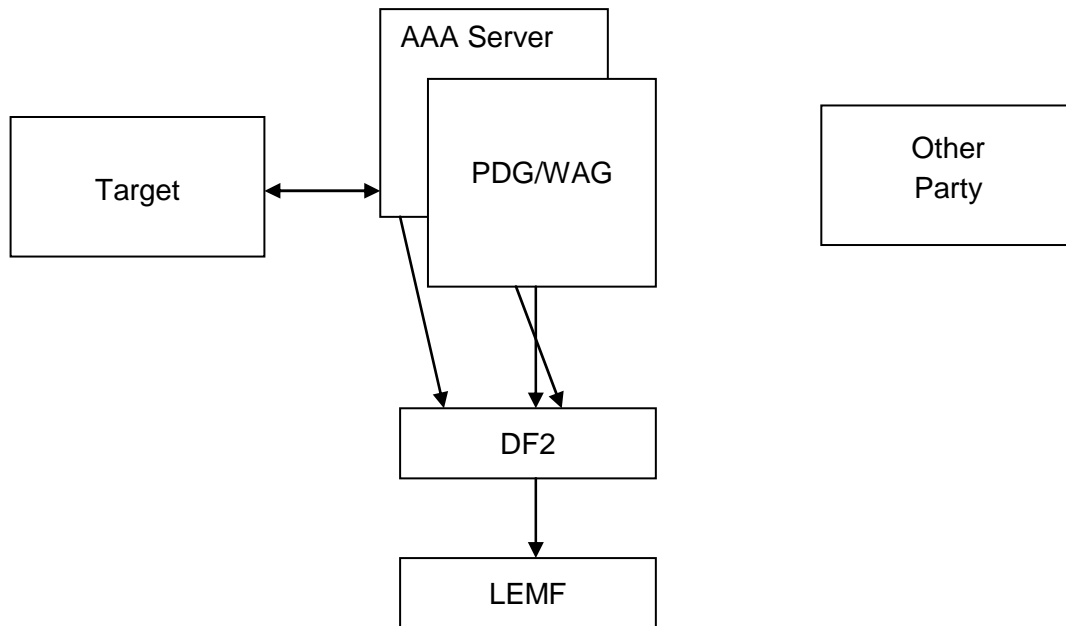 AAA Server
Target
PDG/WAG
Other
Party
DF2
LEMF